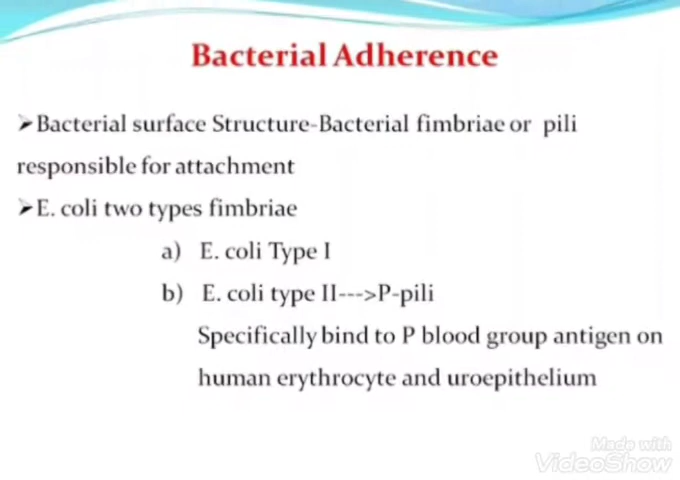 Bacterial Adherence
➢Bacterial surface Structure-Bacterial fimbriae or pili
responsible for attachment
➢E. coli two types fimbriae
a) E. coli Type I
b) E. coli type II--->P-pili
Specifically bind to P blood group antigen on
human erythrocyte and uroepithelium
Made with
VideoShow